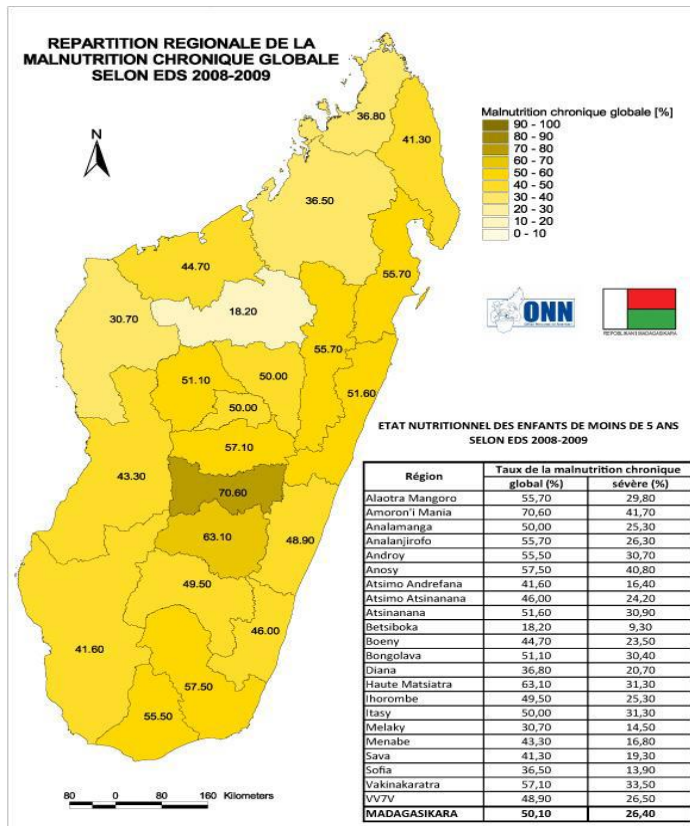 REPARTITION REGIONALE DE LA
MALNUTRITION CHRONIQUE GLOBALE
SELON EDS 2008-2009
N
Malnutrition chronique globale [%]
90 - 100
80 - 90
70 - 80
60 - 70
50 - 60
40 - 50
30 - 40
20 - 30
10 - 20
0 - 10
36.80
41.30
36.50
44.70
55.70
30.70
18.20
55.70
51.10
50.00
51.60
50.00
57.10
43.30
70.60
63.10
48.90
49.50
46.00
41.60
57.50
55.50
ONN
REPOBLIKAN'I MADAGASIKARA
ETAT NUTRITIONNEL DES ENFANTS DE MOINS DE 5 ANS
SELON EDS 2008-2009
Région Taux de la malnutrition chronique
global (%) sévère (%)
Alaotra Mangoro 55,70 29,80
Amoron'i Mania 70,60 41,70
Analamanga 50,00 25,30
Analanjirofo 55,70 26,30
Androy 55,50 30,70
Anosy 57,50 40,80
Atsimo Andrefana 41,60 16,40
Atsimo Atsinanana 46,00 24,20
Atsinanana 51,60 30,90
Betsiboka 18,20 9,30
Boeny 44,70 23,50
Bongolava 51,10 30,40
Diana 36,80 20,70
Haute Matsiatra 63,10 31,30
Ihorombe 49,50 25,30
Itasy 50,00 31,30
Melaky 30,70 14,50
Menabe 43,30 16,80
Sava 41,30 19,30
Sofia 36,50 13,90
Vakinakaratra 57,10 33,50
VV7V 48,90 26,50
MADAGASIKARA 50,10 26,40
80 0 80 160 Kilometers